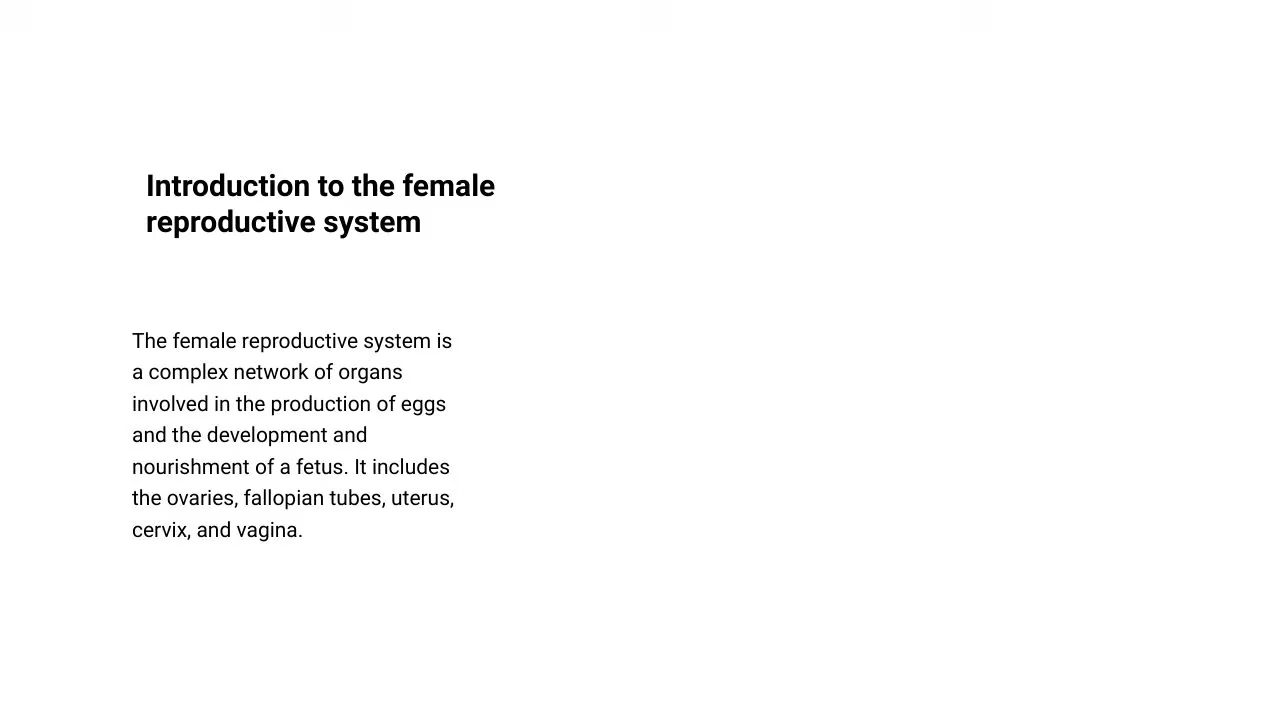 Introduction to the female
reproductive system
The female reproductive system is
a complex network of organs
involved in the production of eggs
and the development and
nourishment of a fetus. It includes
the ovaries, fallopian tubes, uterus,
cervix, and vagina.